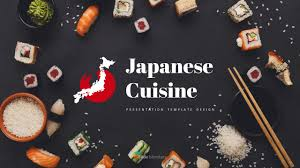 Japanese
Cuisine
PRESENTATION TEMPLATE DESIGN